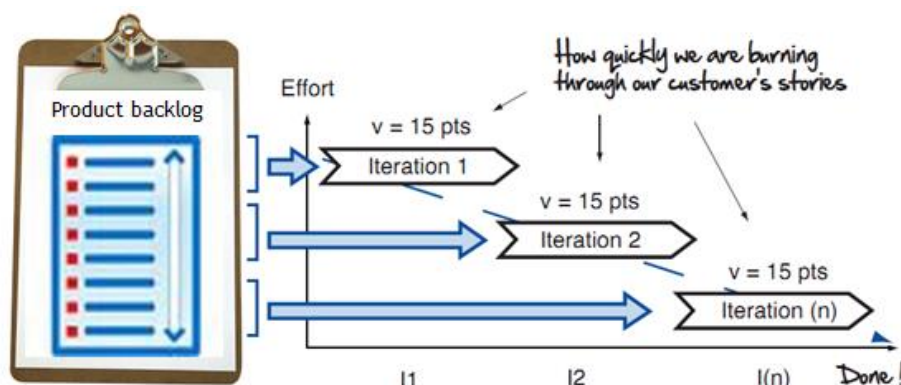 How quickly we are burning
through our customer's stories
Product backlog
Effort
v = 15 pts
Iteration 1
v = 15 pts
Iteration 2
v = 15 pts
Iteration (n)
I1
I2
I(n)
Done!